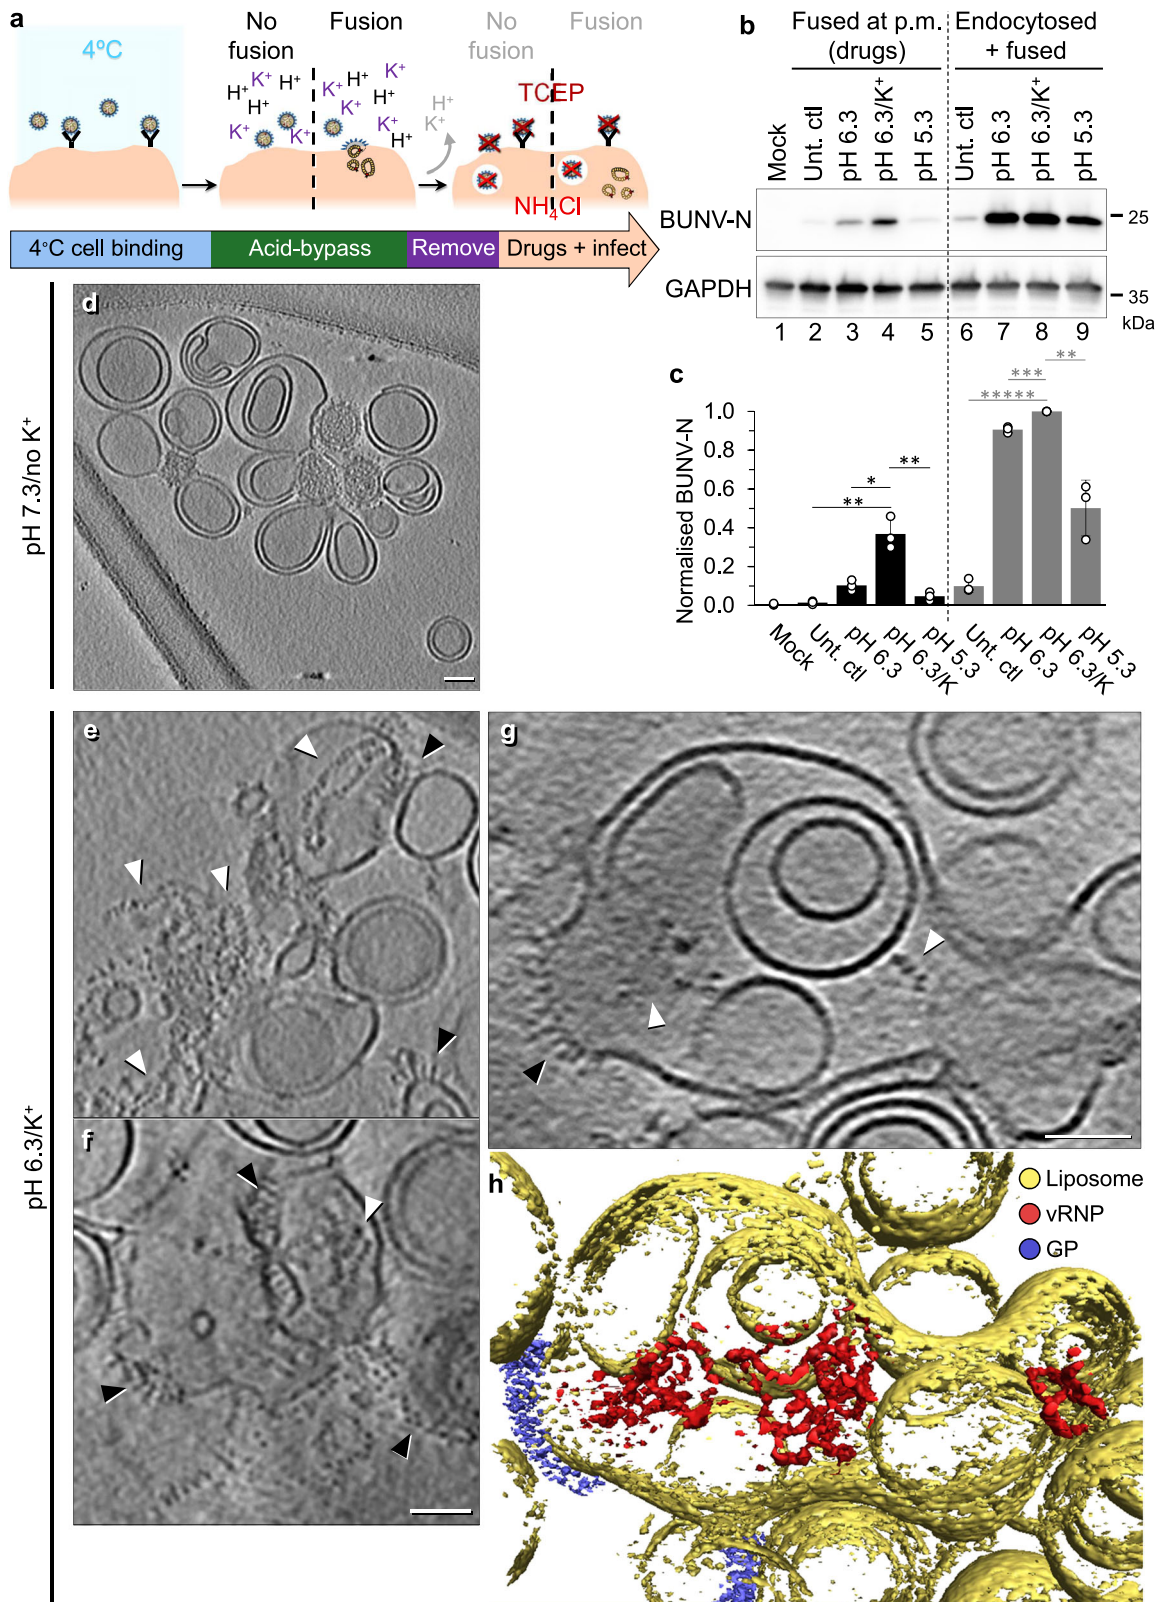 a
4ºC
No
fusion
Fusion
No
fusion
Fusion
K⁺
H⁺
H⁺
K⁺
H⁺
K⁺
K⁺
K⁺
H⁺
K⁺
K⁺
H⁺
H⁺
K⁺
TCEP
NH₄Cl
4°C cell binding
Acid-bypass
Remove
Drugs + infect
b
Fused at p.m.
(drugs)
Endocytosed
+ fused
Mock
Unt. ctl
pH 6.3
pH 6.3/K⁺
pH 5.3
Unt. ctl
pH 6.3
pH 6.3/K⁺
pH 5.3
BUNV-N
25
GAPDH
35
kDa
1 2 3 4 5 6 7 8 9
c
**
***
*****
**
*
**
Normalised BUNV-N
1.0
0.8
0.6
0.4
0.2
0.0
Mock
Unt. ctl
pH 6.3
pH 6.3/K
pH 5.3
Unt. ctl
pH 6.3
pH 6.3/K
pH 5.3
pH 7.3/no K⁺
d
pH 6.3/K⁺
e
f
g
h
Liposome
vRNP
GP